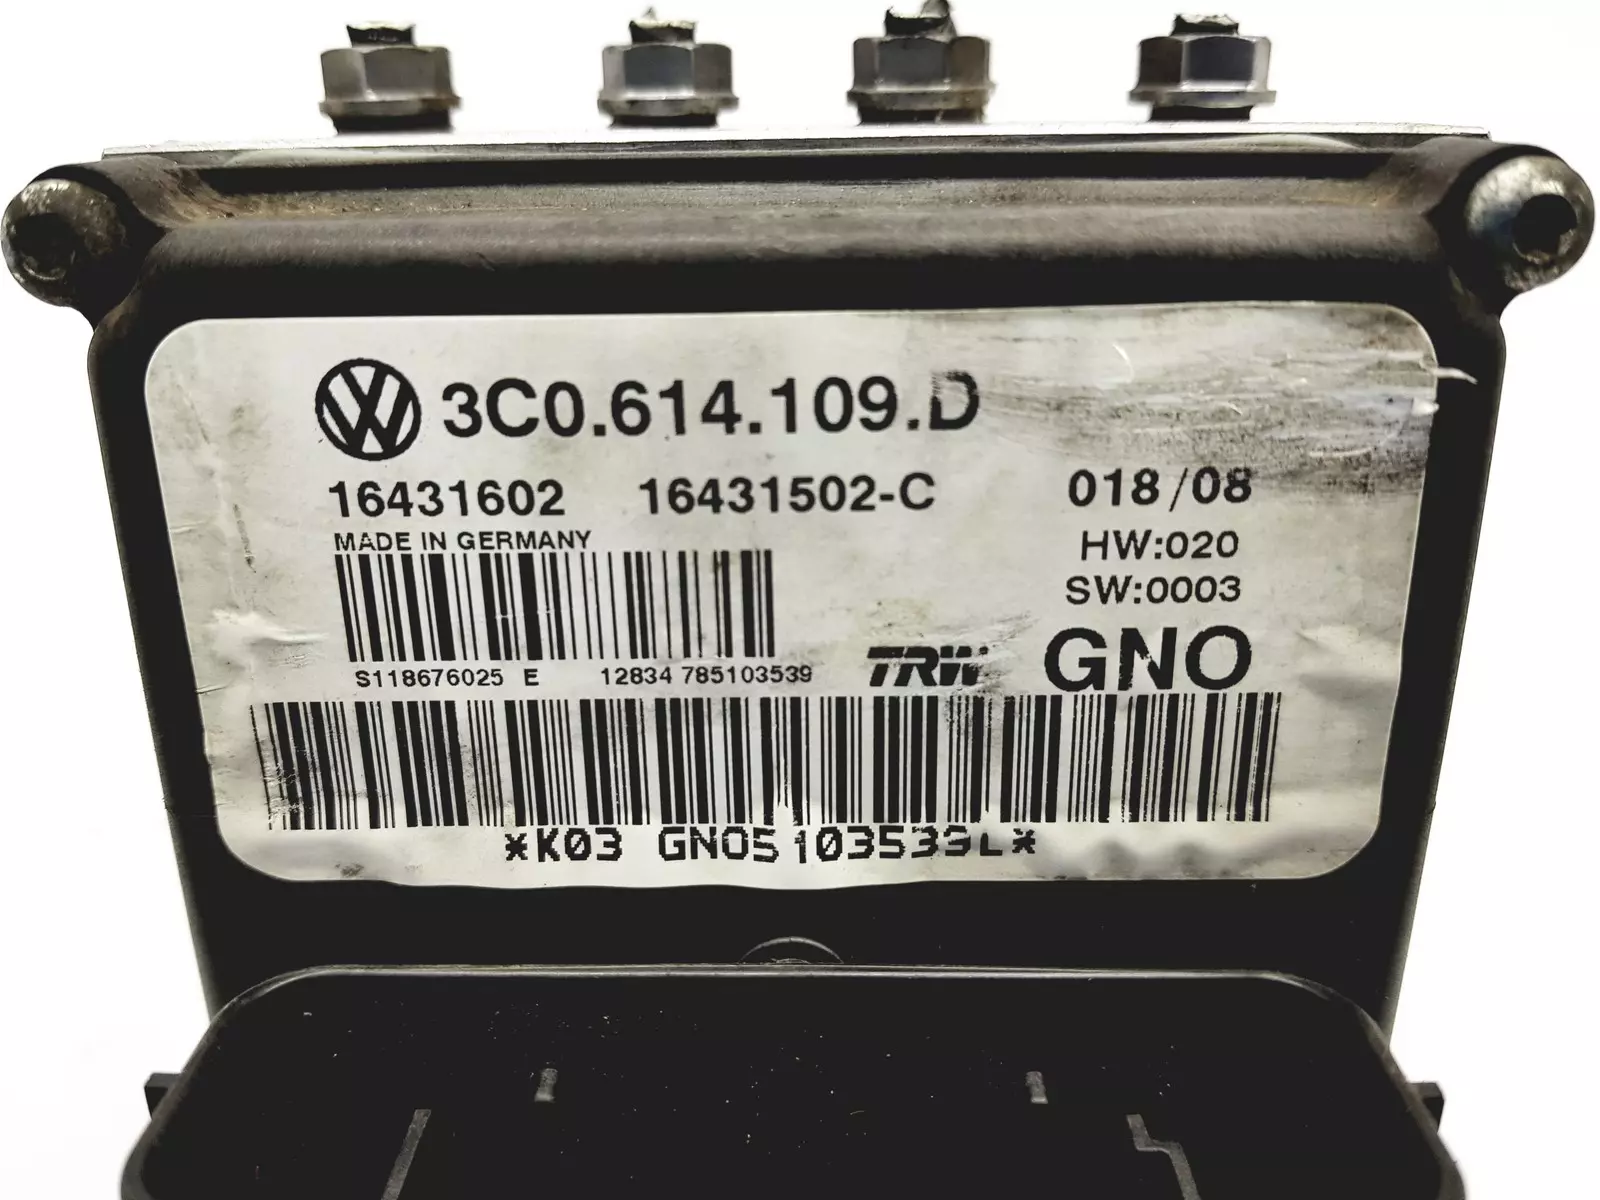 3C0.614.109.D
16431602 16431502-C 018/08
MADE IN GERMANY HW:020
SW:0003
TRW GNO
S118676025 E 12834 785103539
*K03 GNO5103539L*